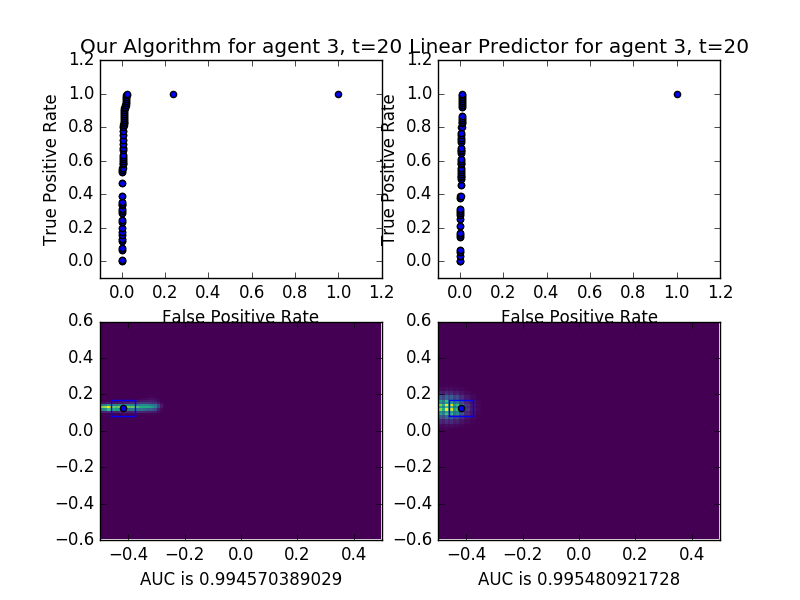 Our Algorithm for agent 3, t=20 Linear Predictor for agent 3, t=20
1.2 1.2
1.0 1.0
0.8 0.8
0.6 0.6
0.4 0.4
0.2 0.2
0.0 0.0
True Positive Rate True Positive Rate
0.0 0.2 0.4 0.6 0.8 1.0 1.2 0.0 0.2 0.4 0.6 0.8 1.0 1.2
False Positive Rate False Positive Rate
0.6 0.6
0.4 0.4
0.2 0.2
0.0 0.0
−0.2 −0.2
−0.4 −0.4
−0.6 −0.6
−0.4 −0.2 0.0 0.2 0.4 −0.4 −0.2 0.0 0.2 0.4
AUC is 0.994570389029 AUC is 0.995480921728